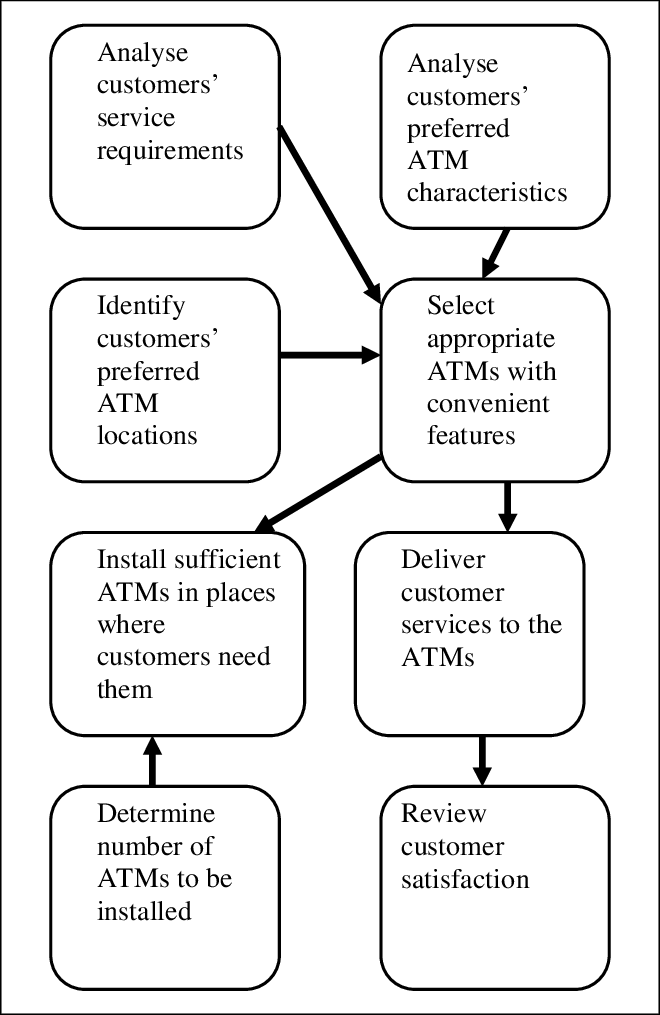 Analyse
customers’
service
requirements
Analyse
customers’
preferred
ATM
characteristics
Identify
customers’
preferred
ATM
locations
Select
appropriate
ATMs with
convenient
features
Install sufficient
ATMs in places
where
customers need
them
Deliver
customer
services to the
ATMs
Determine
number of
ATMs to be
installed
Review
customer
satisfaction